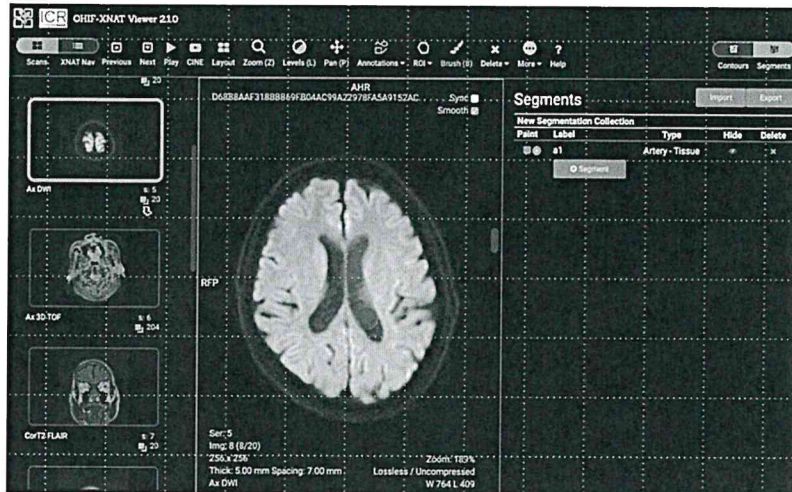 ICR OHIF-XNAT Viewer 2.1.0
Scans XNAT Nav Previous Next Play CINE Layout Zoom (Z) Levels (L) Pan (P) Annotations ROI Brush (B) Delete More Help Contours Segments
20
AHR
Sync
Smooth
Ax DWI s: 5
20
Ax 3D-TOF s: 6
204
CorT2 FLAIR s: 7
20
RFP
Ser: 5
Img: 8 (8/20)
256 x 256
Thick: 5.00 mm Spacing: 7.00 mm
Ax DWI
Zoom: 183%
Lossless / Uncompressed
W 764 L 409
Segments Import Export
New Segmentation Collection
Paint Label Type Hide Delete
a1 Artery - Tissue
Segment